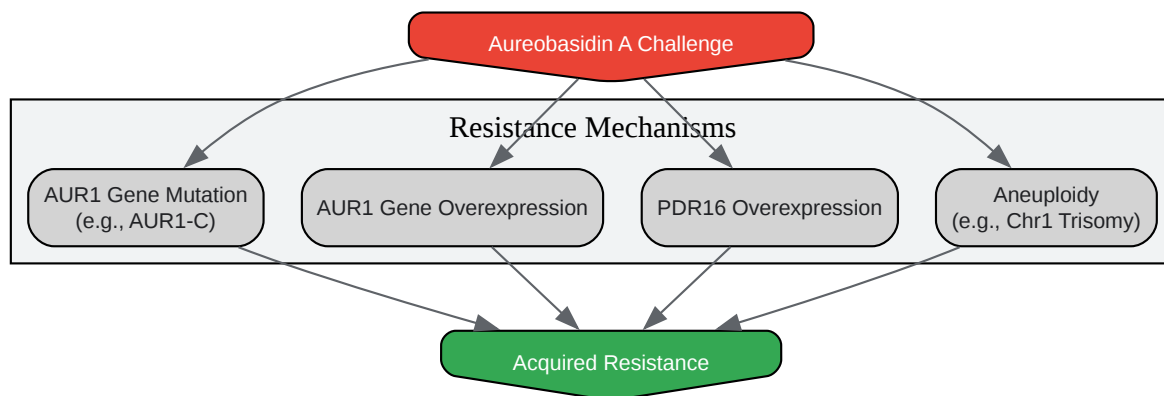 Aureobasidin A Challenge
Resistance Mechanisms
AUR1 Gene Mutation
(e.g., AUR1-C)
AUR1 Gene Overexpression
PDR16 Overexpression
Aneuploidy
(e.g., Chr1 Trisomy)
Acquired Resistance